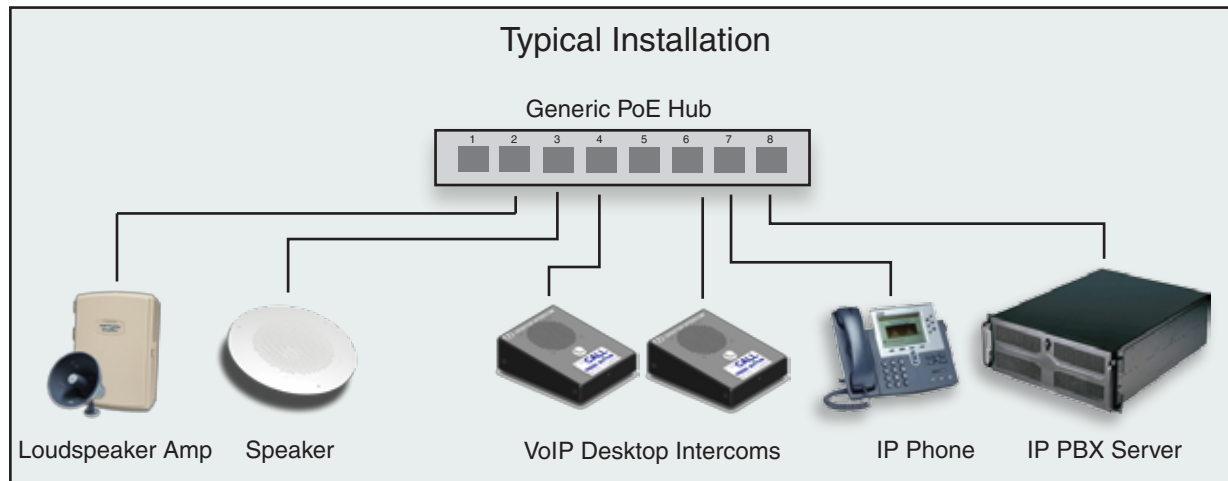 Typical Installation
Generic PoE Hub
1 2 3 4 5 6 7 8
CALL
Loudspeaker Amp Speaker VoIP Desktop Intercoms IP Phone IP PBX Server